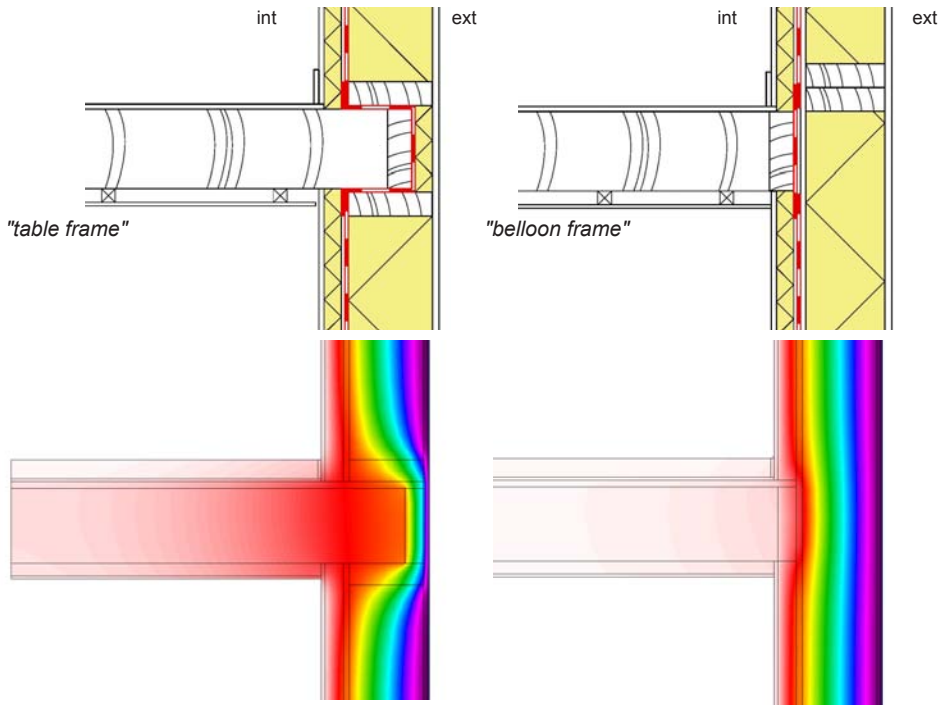 int
ext
int
ext
"table frame"
"belloon frame"